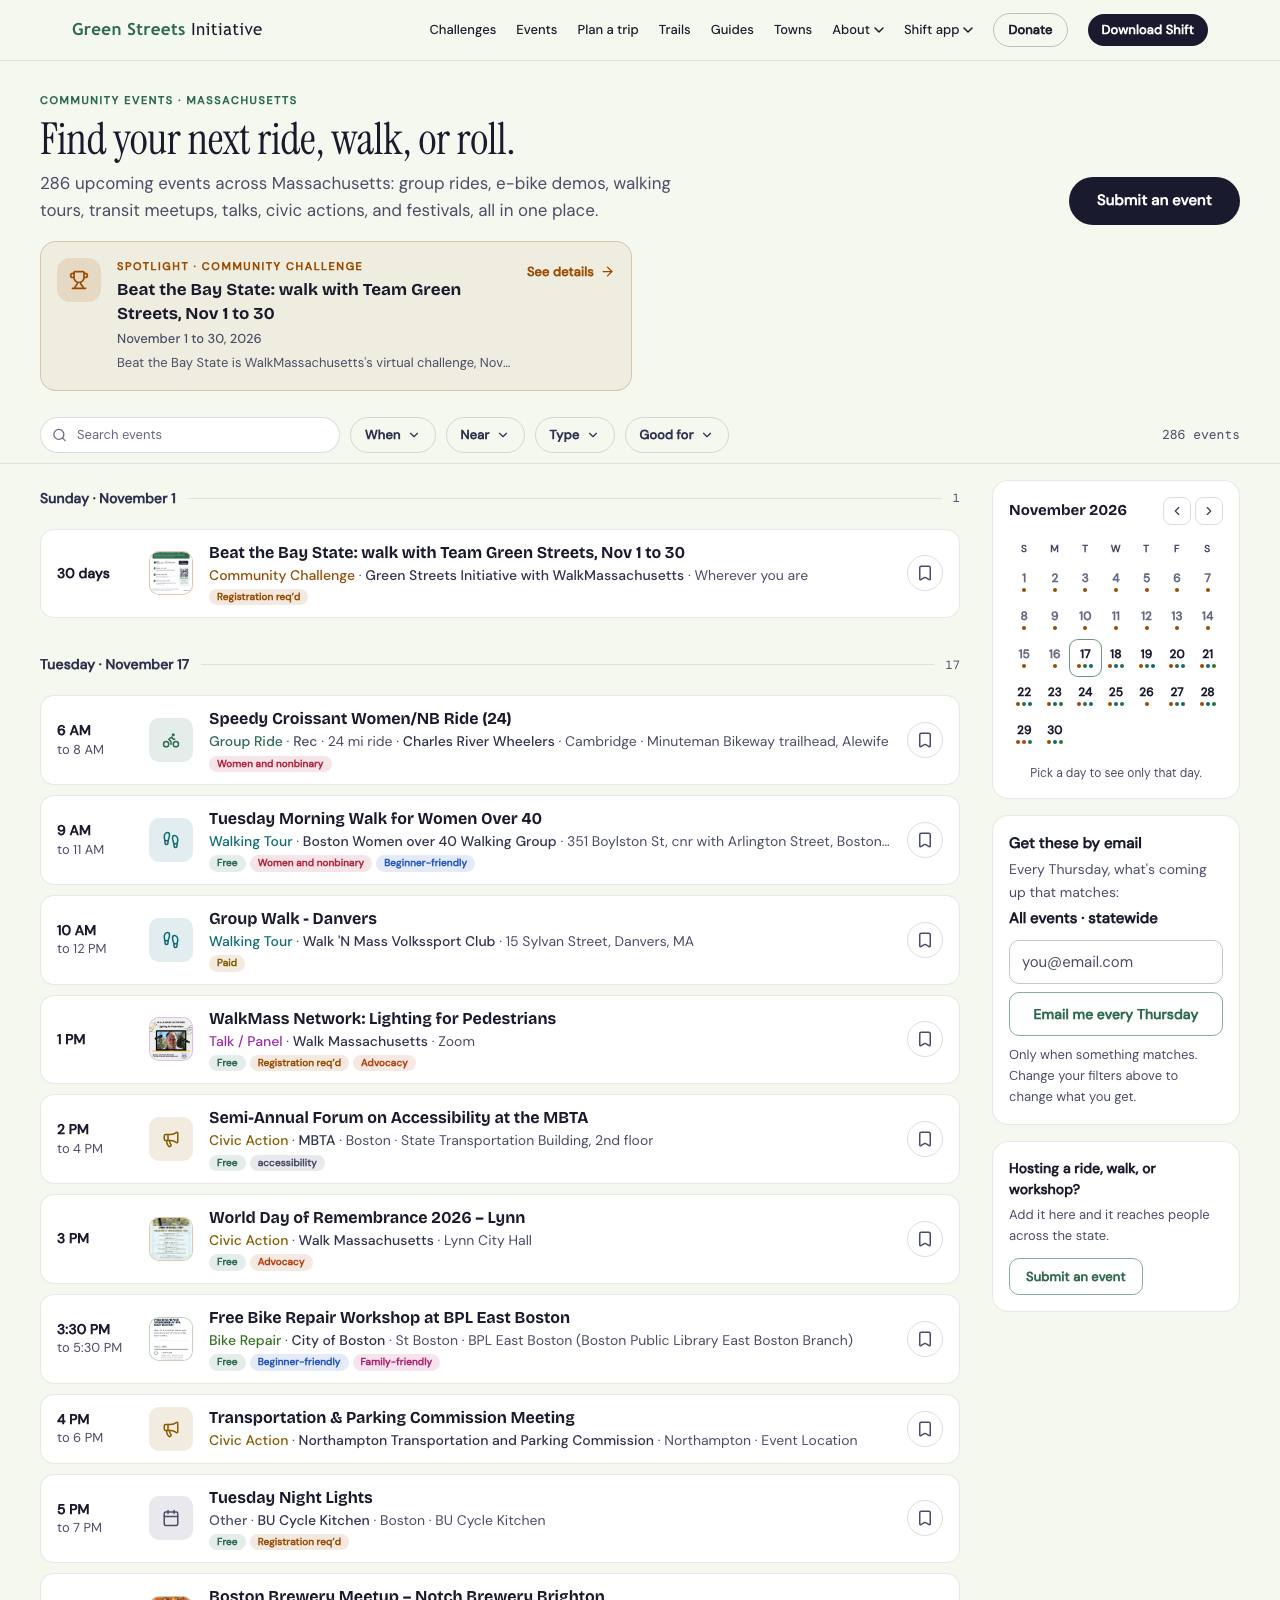 Green Streets Initiative
Challenges Events Plan a trip Trails Guides Towns About Shift app Donate Download Shift
COMMUNITY EVENTS · MASSACHUSETTS
Find your next ride, walk, or roll.
286 upcoming events across Massachusetts: group rides, e-bike demos, walking
tours, transit meetups, talks, civic actions, and festivals, all in one place.
Submit an event
SPOTLIGHT · COMMUNITY CHALLENGE
See details →
Beat the Bay State: walk with Team Green
Streets, Nov 1 to 30
November 1 to 30, 2026
Beat the Bay State is WalkMassachusetts's virtual challenge, Nov...
Search events When Near Type Good for 286 events
Sunday · November 1 1
30 days
Beat the Bay State: walk with Team Green Streets, Nov 1 to 30
Community Challenge · Green Streets Initiative with WalkMassachusetts · Wherever you are
Registration req'd
Tuesday · November 17 17
6 AM
to 8 AM
Speedy Croissant Women/NB Ride (24)
Group Ride · Rec · 24 mi ride · Charles River Wheelers · Cambridge · Minuteman Bikeway trailhead, Alewife
Women and nonbinary
9 AM
to 11 AM
Tuesday Morning Walk for Women Over 40
Walking Tour · Boston Women over 40 Walking Group · 351 Boylston St, cnr with Arlington Street, Boston...
Free Women and nonbinary Beginner-friendly
10 AM
to 12 PM
Group Walk - Danvers
Walking Tour · Walk 'N Mass Volkssport Club · 15 Sylvan Street, Danvers, MA
Paid
1 PM
WalkMass Network: Lighting for Pedestrians
Talk / Panel · Walk Massachusetts · Zoom
Free Registration req'd Advocacy
2 PM
to 4 PM
Semi-Annual Forum on Accessibility at the MBTA
Civic Action · MBTA · Boston · State Transportation Building, 2nd floor
Free accessibility
3 PM
World Day of Remembrance 2026 – Lynn
Civic Action · Walk Massachusetts · Lynn City Hall
Free Advocacy
3:30 PM
to 5:30 PM
Free Bike Repair Workshop at BPL East Boston
Bike Repair · City of Boston · St Boston · BPL East Boston (Boston Public Library East Boston Branch)
Free Beginner-friendly Family-friendly
4 PM
to 6 PM
Transportation & Parking Commission Meeting
Civic Action · Northampton Transportation and Parking Commission · Northampton · Event Location
5 PM
to 7 PM
Tuesday Night Lights
Other · BU Cycle Kitchen · Boston · BU Cycle Kitchen
Free Registration req'd
Boston Brewery Meetup – Notch Brewery Brighton
November 2026
S M T W T F S
1 2 3 4 5 6 7
8 9 10 11 12 13 14
15 16 17 18 19 20 21
22 23 24 25 26 27 28
29 30
Pick a day to see only that day.
Get these by email
Every Thursday, what's coming
up that matches:
All events · statewide
you@email.com
Email me every Thursday
Only when something matches.
Change your filters above to
change what you get.
Hosting a ride, walk, or
workshop?
Add it here and it reaches people
across the state.
Submit an event